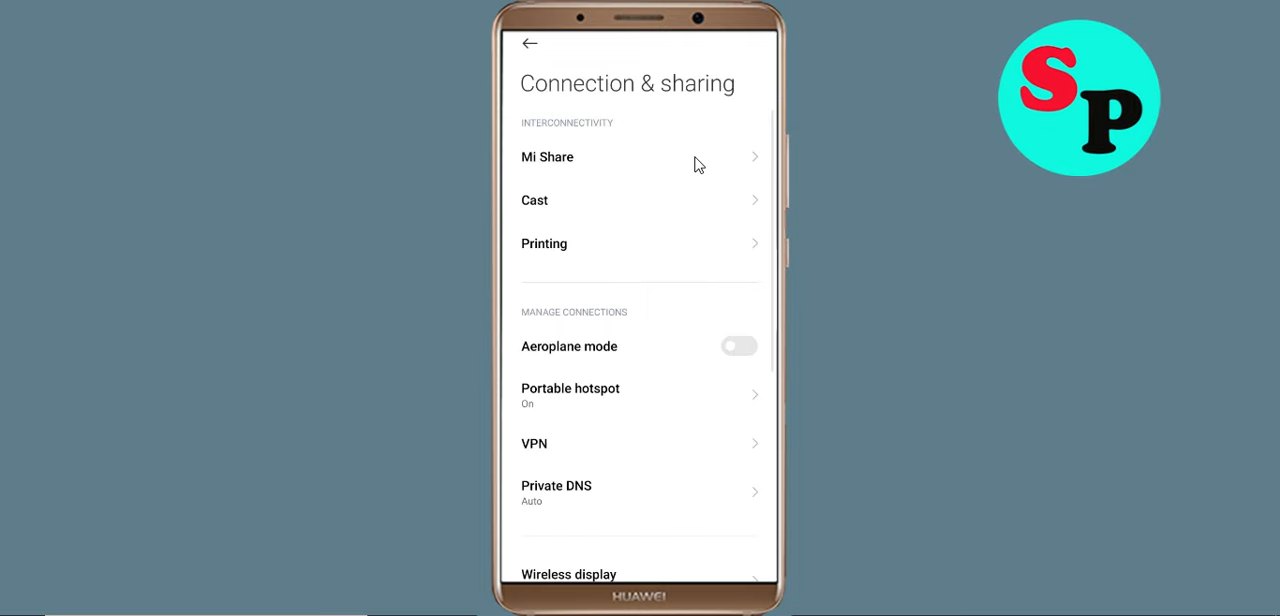 Connection & sharing
INTERCONNECTIVITY
Mi Share
Cast
Printing
MANAGE CONNECTIONS
Aeroplane mode
Portable hotspot
On
VPN
Private DNS
Auto
Wireless display
HUAWEI
SP